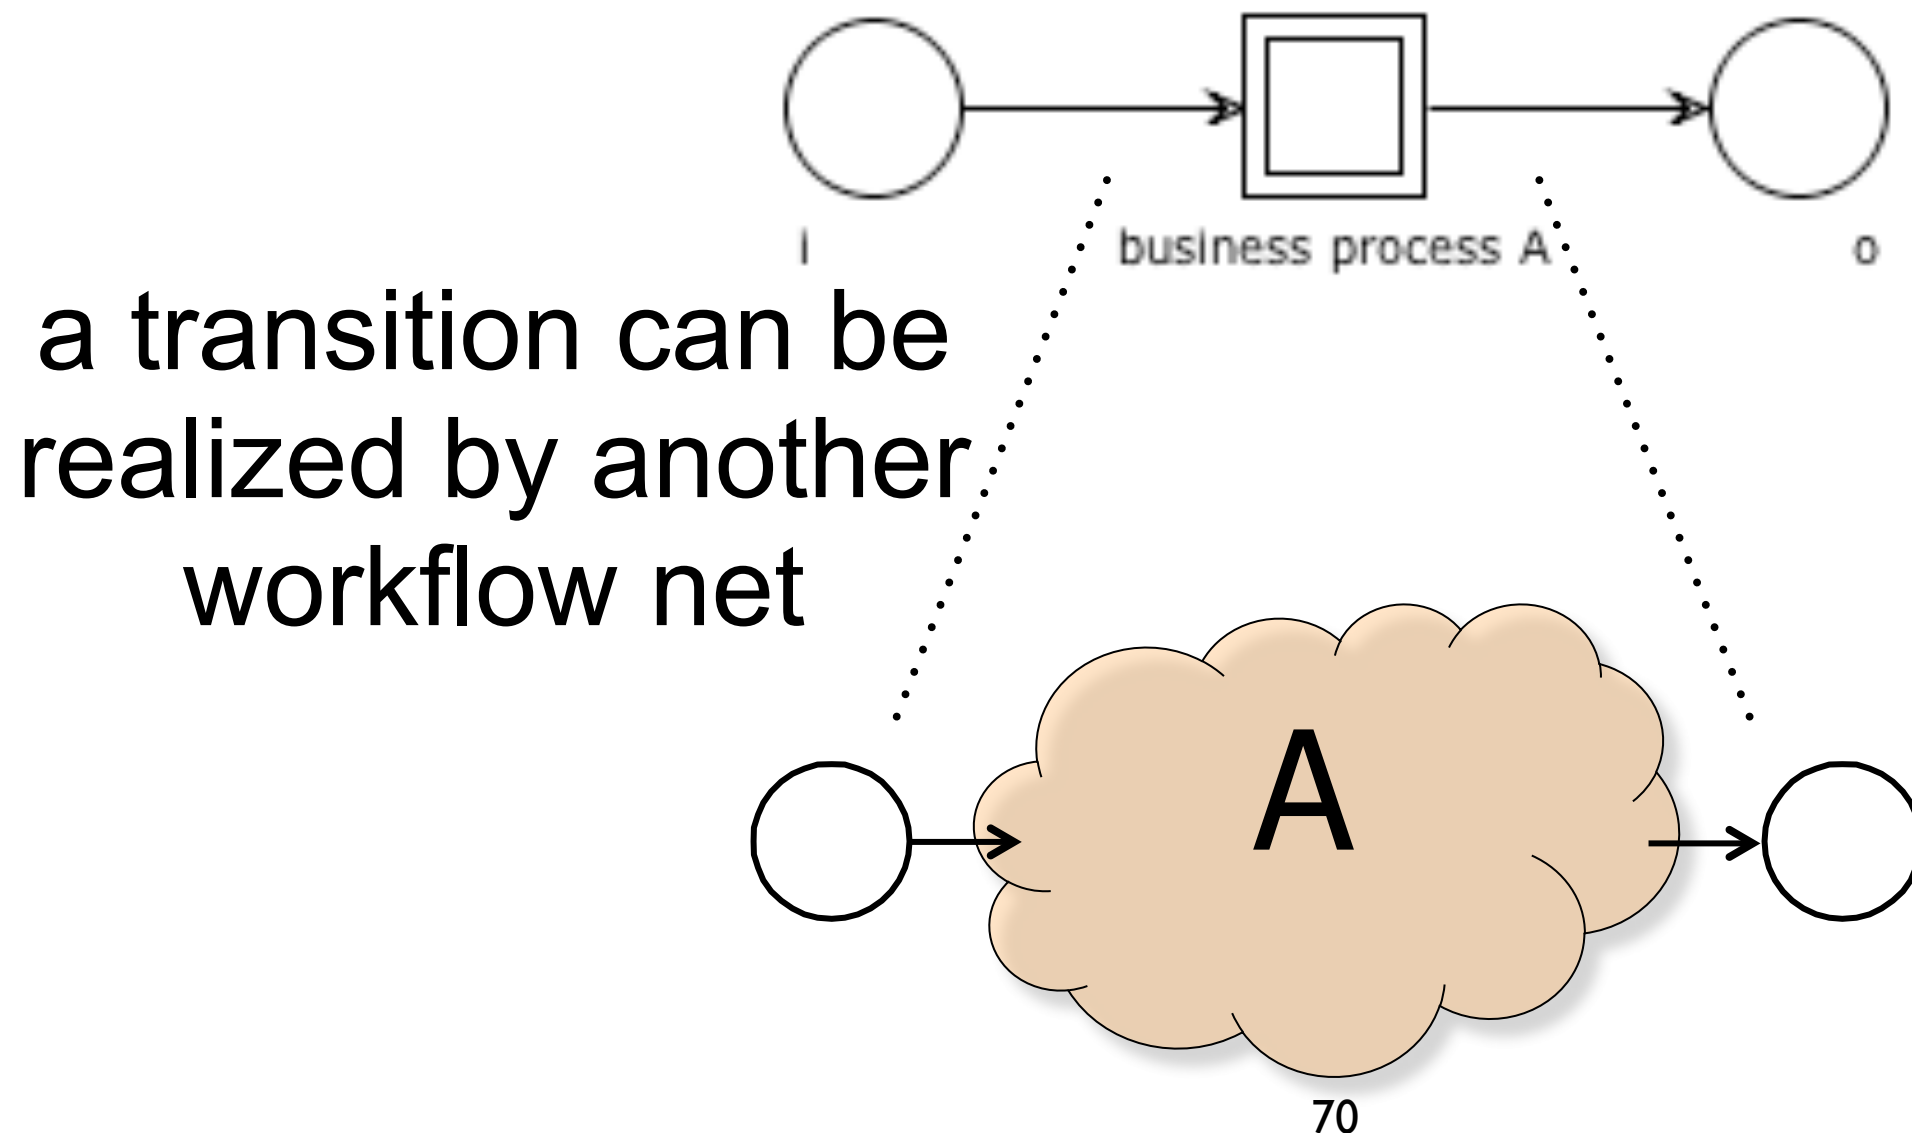 i
business process A
o
a transition can be
realized by another
workflow net
A
70